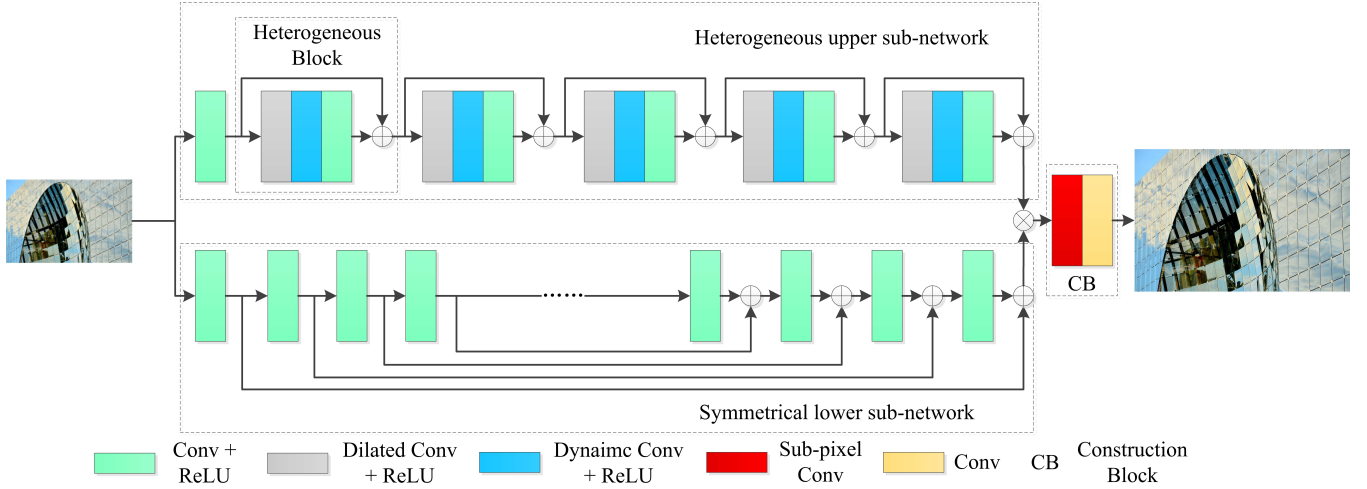 Heterogeneous
Block
Heterogeneous upper sub-network
CB
Symmetrical lower sub-network
Conv +
ReLU
Dilated Conv
+ ReLU
Dynaimc Conv
+ ReLU
Sub-pixel
Conv
Conv
CB
Construction
Block